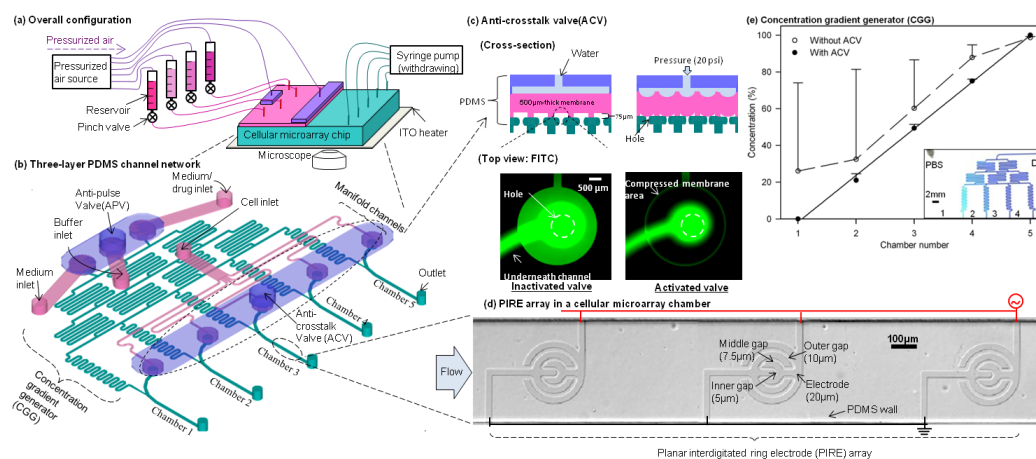 (a) Overall configuration
Pressurized air
Pressurized
air source
Reservoir
Pinch valve
Syringe pump
(withdrawing)
Cellular microarray chip
ITO heater
Microscope
(b) Three-layer PDMS channel network
Medium/
drug inlet
Anti-pulse
Valve(APV)
Cell inlet
Manifold channels
Buffer
inlet
Medium
inlet
Outlet
Chamber 5
Chamber 4
Anti-
crosstalk
Valve (ACV)
Chamber 3
Chamber 2
Chamber 1
Concentration
gradient
generator
(CGG)
(c) Anti-crosstalk valve(ACV)
(Cross-section)
Water
Pressure (20 psi)
PDMS
500µm-thick membrane
75µm
Hole
(Top view: FITC)
Hole
500 µm
Compressed membrane
area
Underneath channel
Inactivated valve
Activated valve
(e) Concentration gradient generator (CGG)
Without ACV
With ACV
Concentration (%)
100
80
60
40
20
0
PBS
D
2mm
1 2 3 4
1 2 3 4 5
Chamber number
(d) PIRE array in a cellular microarray chamber
Flow
Middle gap
(7.5µm)
Outer gap
(10µm)
100µm
Inner gap
(5µm)
Electrode
(20µm)
PDMS wall
Planar interdigitated ring electrode (PIRE) array